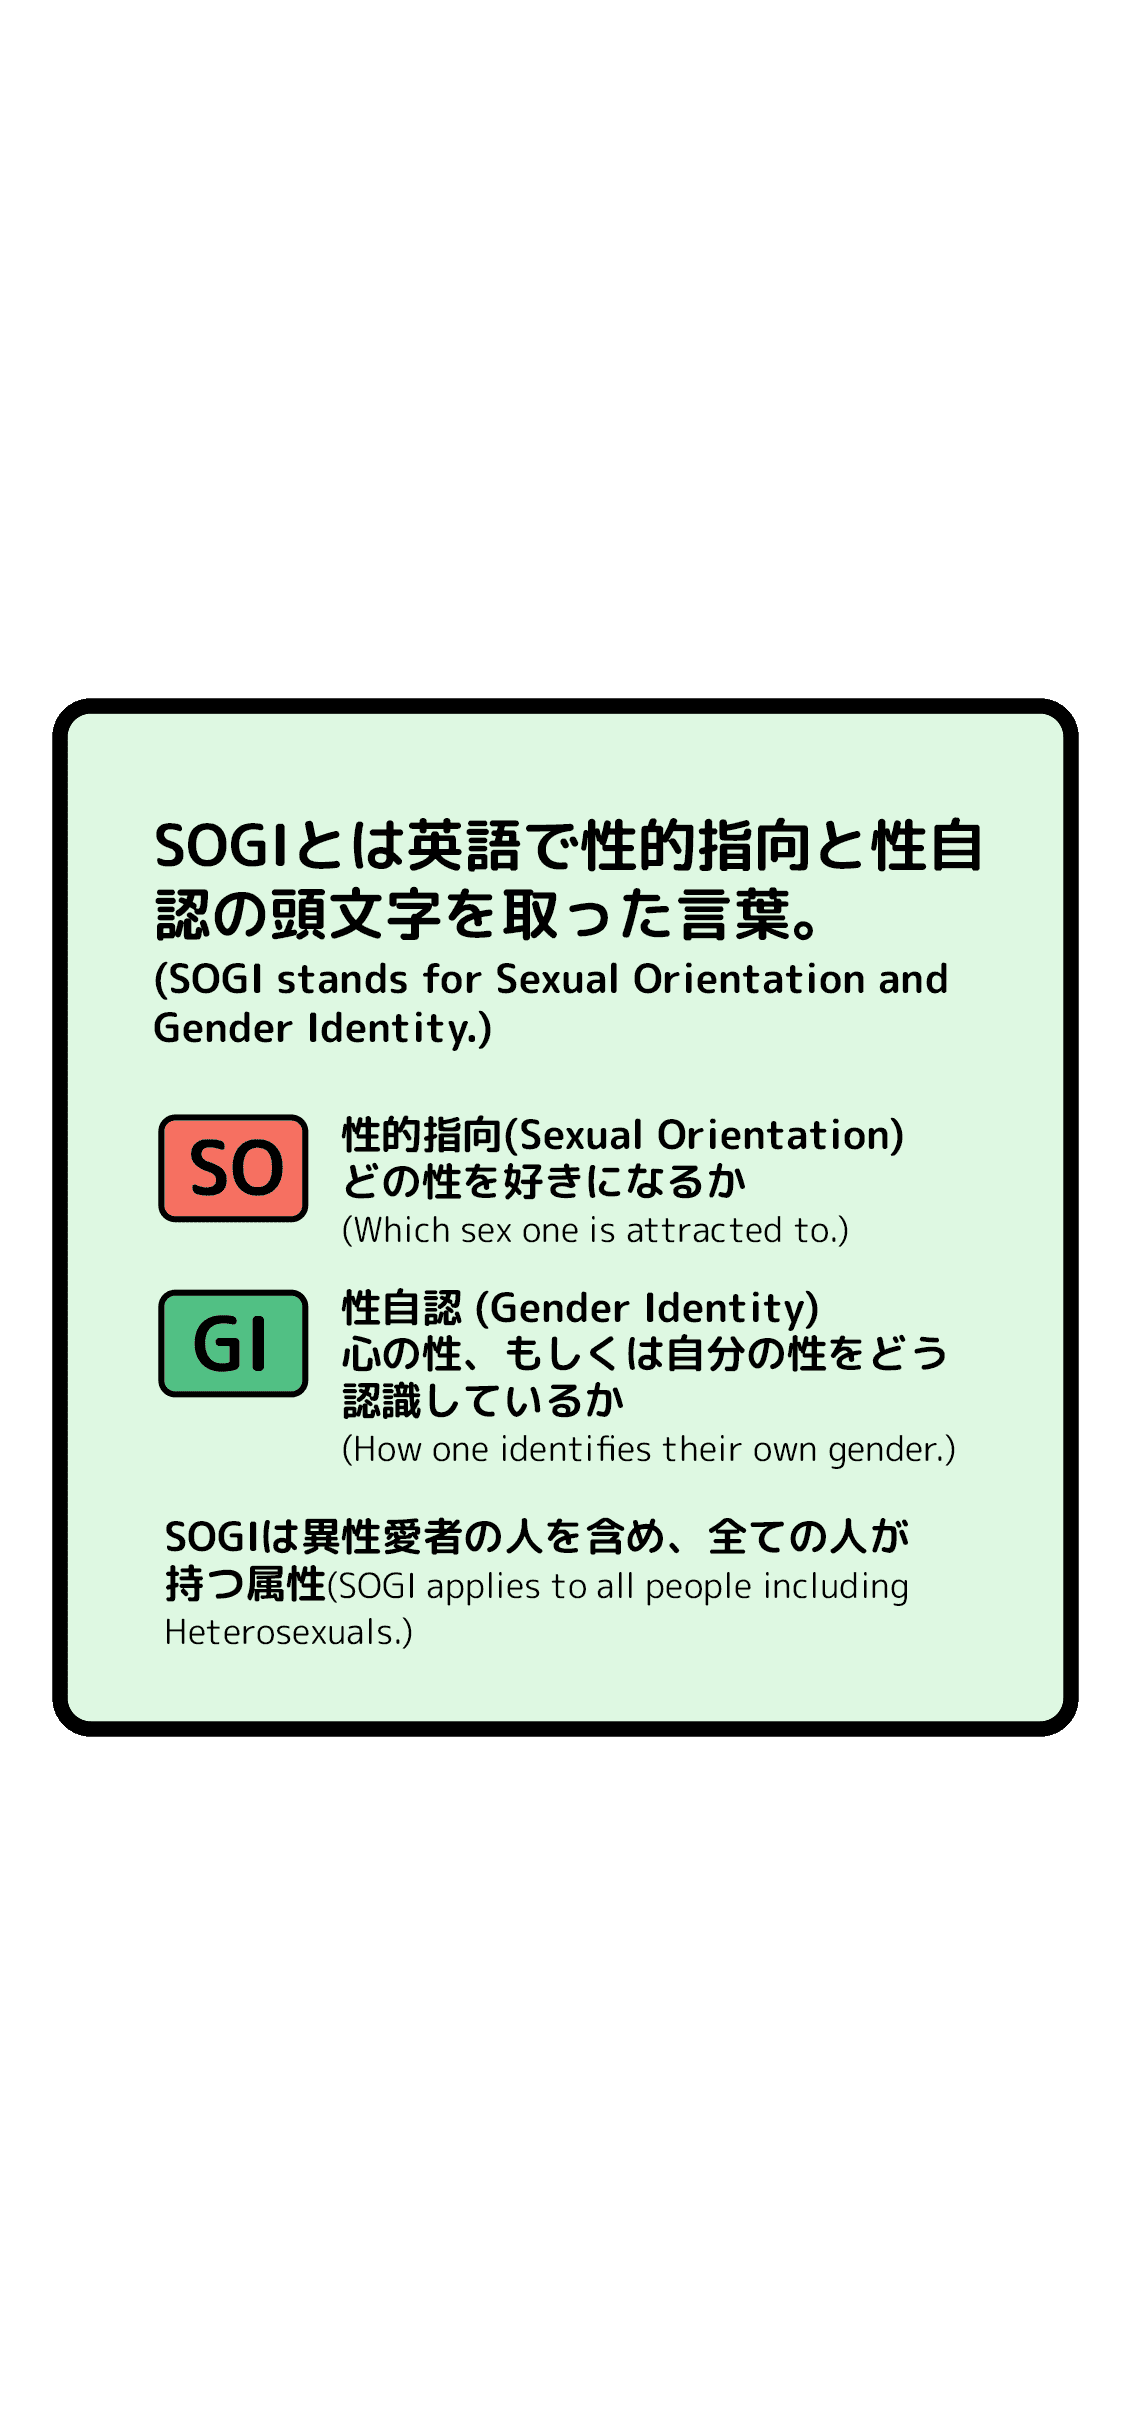 SOGIとは英語で性的指向と性自
認の頭文字を取った言葉。
(SOGI stands for Sexual Orientation and
Gender Identity.)
SO
性的指向(Sexual Orientation)
どの性を好きになるか
(Which sex one is attracted to.)
GI
性自認 (Gender Identity)
心の性、もしくは自分の性をどう
認識しているか
(How one identifies their own gender.)
SOGIは異性愛者の人を含め、全ての人が
持つ属性(SOGI applies to all people including
Heterosexuals.)